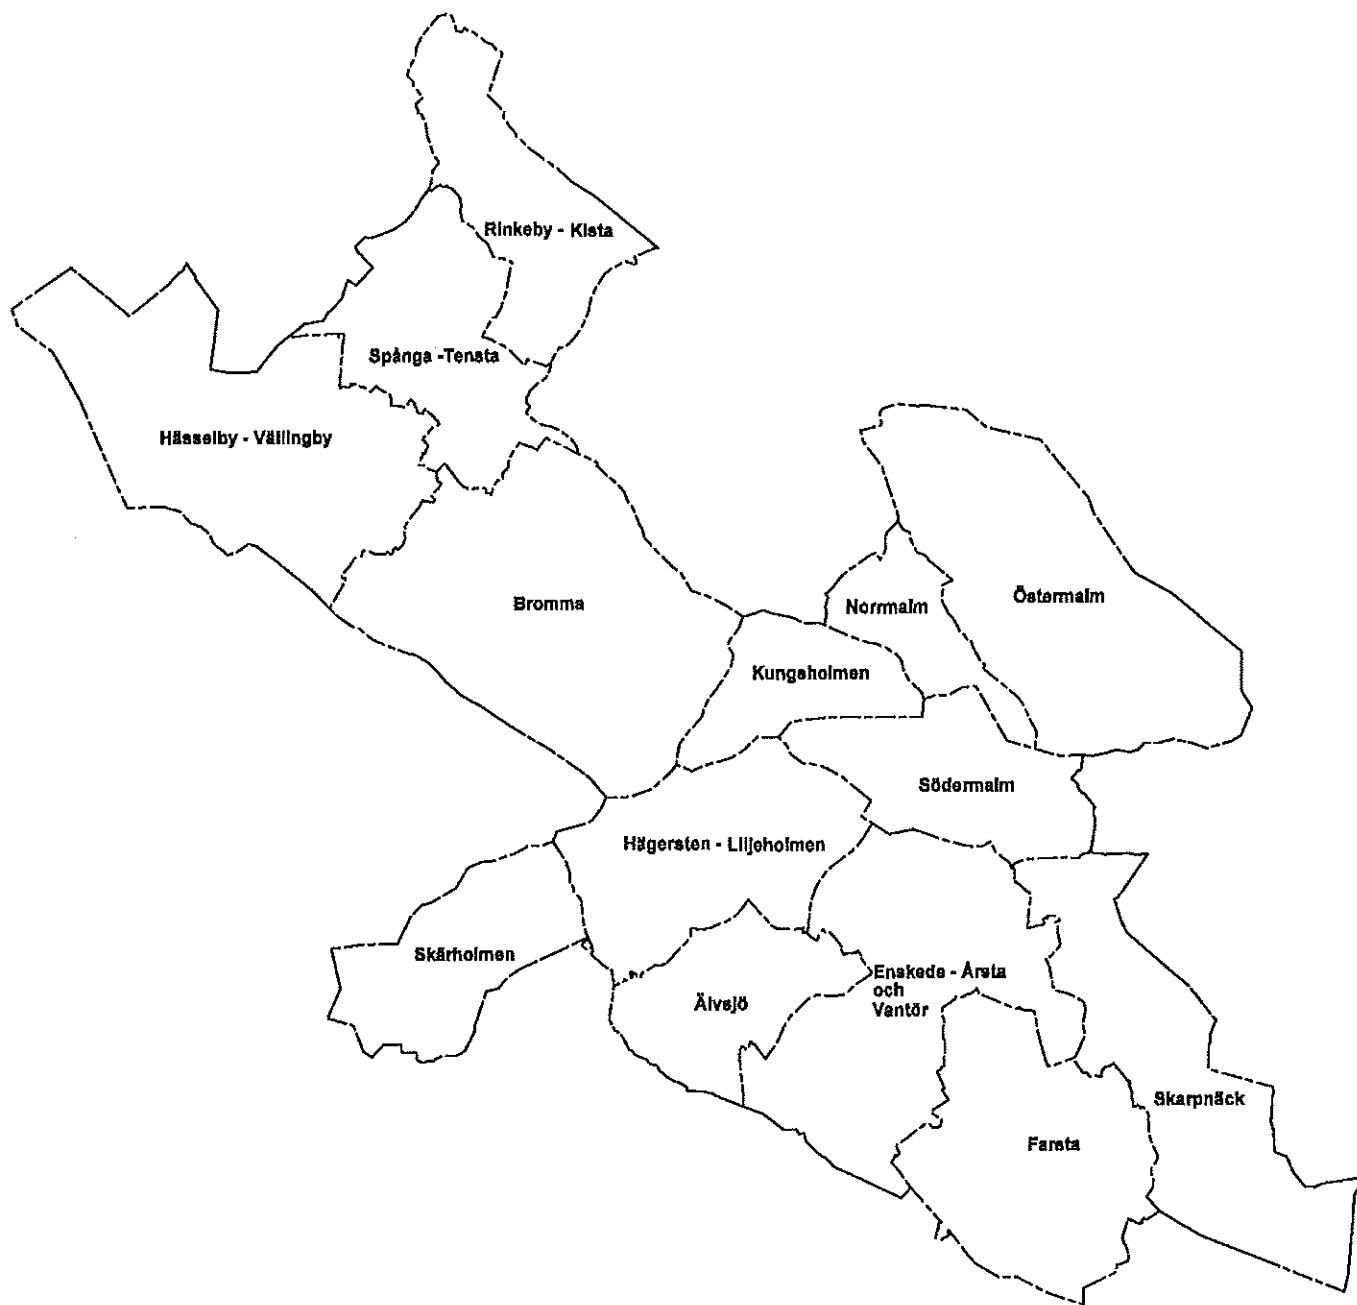 Rinkeby - Kista
Spånga -Tensta
Hässelby - Vällingby
Bromma
Norrmalm
Östermalm
Kungsholmen
Södermalm
Hägersten - Liljeholmen
Skärholmen
Älvsjö
Enskede - Årsta
och
Vantör
Skarpnäck
Farsta